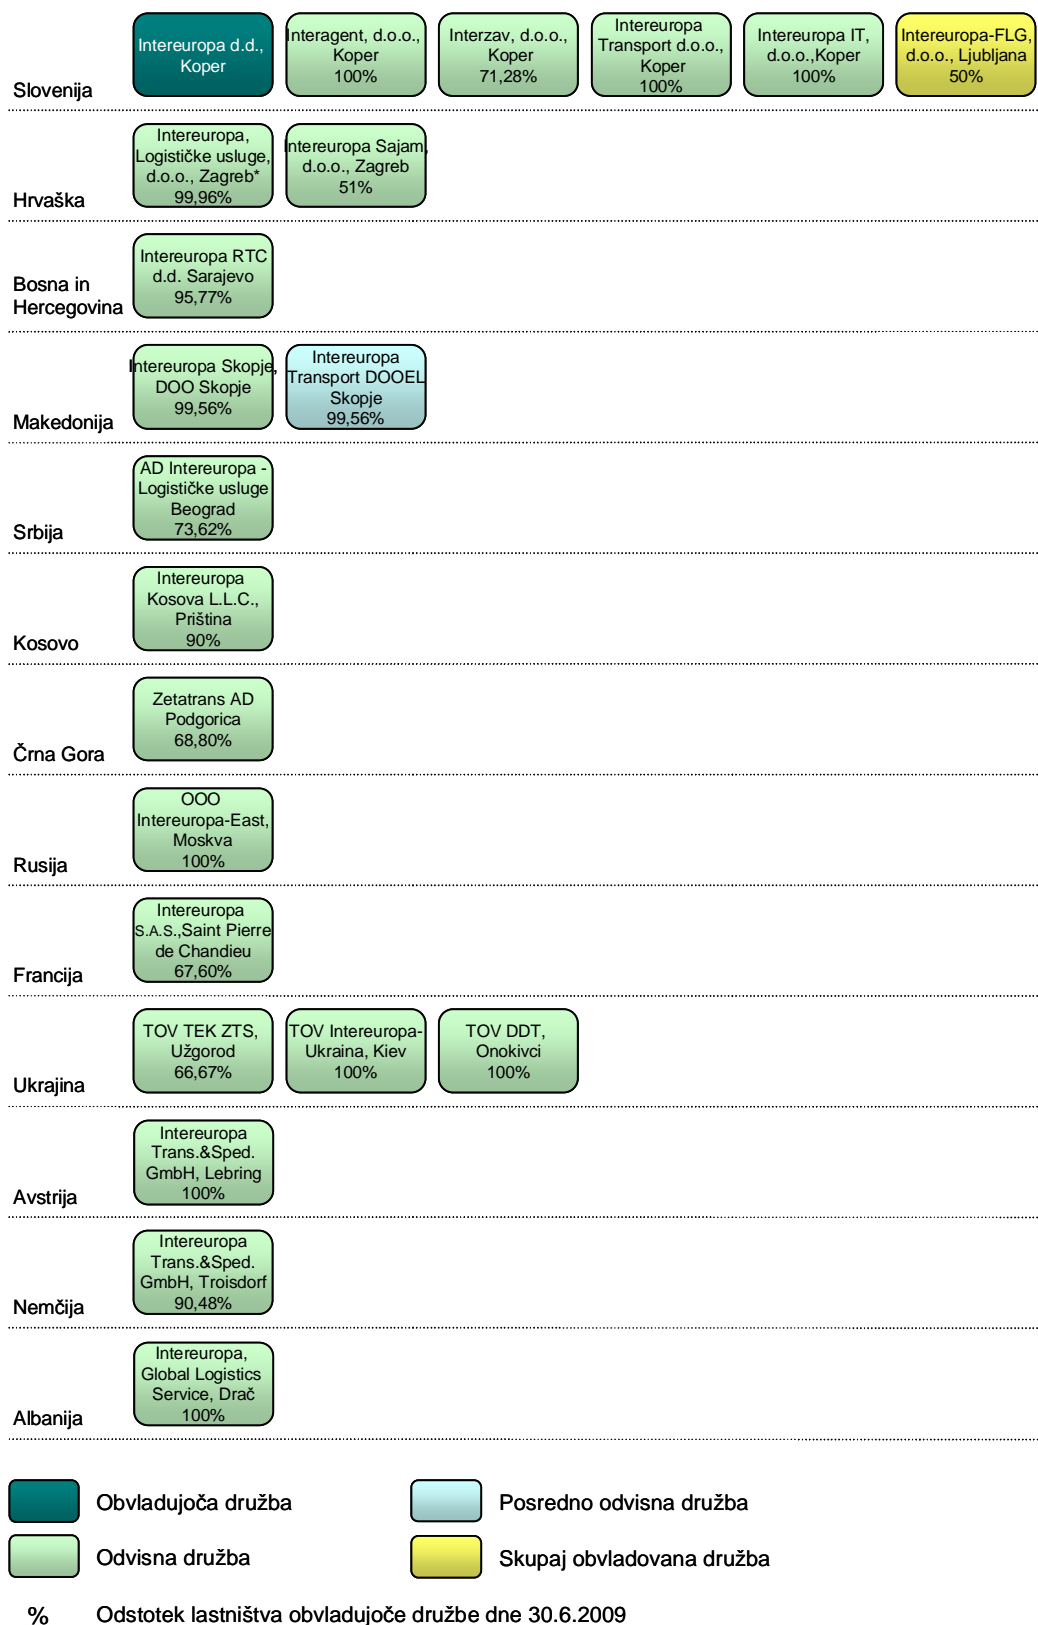 Slovenija
Intereuropa d.d.,
Koper
Interagent, d.o.o.,
Koper
100%
Interzav, d.o.o.,
Koper
71,28%
Intereuropa
Transport d.o.o.,
Koper
100%
Intereuropa IT,
d.o.o.,Koper
100%
Intereuropa-FLG,
d.o.o., Ljubljana
50%
Hrvaška
Intereuropa,
Logističke usluge,
d.o.o., Zagreb*
99,96%
Intereuropa Sajam,
d.o.o., Zagreb
51%
Bosna in
Hercegovina
Intereuropa RTC
d.d. Sarajevo
95,77%
Makedonija
Intereuropa Skopje,
DOO Skopje
99,56%
Intereuropa
Transport DOOEL
Skopje
99,56%
Srbija
AD Intereuropa -
Logističke usluge
Beograd
73,62%
Kosovo
Intereuropa
Kosova L.L.C.,
Priština
90%
Črna Gora
Zetatrans AD
Podgorica
68,80%
Rusija
OOO
Intereuropa-East,
Moskva
100%
Francija
Intereuropa
S.A.S.,Saint Pierre
de Chandieu
67,60%
Ukrajina
TOV TEK ZTS,
Užgorod
66,67%
TOV Intereuropa-
Ukraina, Kiev
100%
TOV DDT,
Onokivci
100%
Avstrija
Intereuropa
Trans.&Sped.
GmbH, Lebring
100%
Nemčija
Intereuropa
Trans.&Sped.
GmbH, Troisdorf
90,48%
Albanija
Intereuropa,
Global Logistics
Service, Drač
100%
Obvladujoča družba
Posredno odvisna družba
Odvisna družba
Skupaj obvladovana družba
% Odstotek lastništva obvladujoče družbe dne 30.6.2009